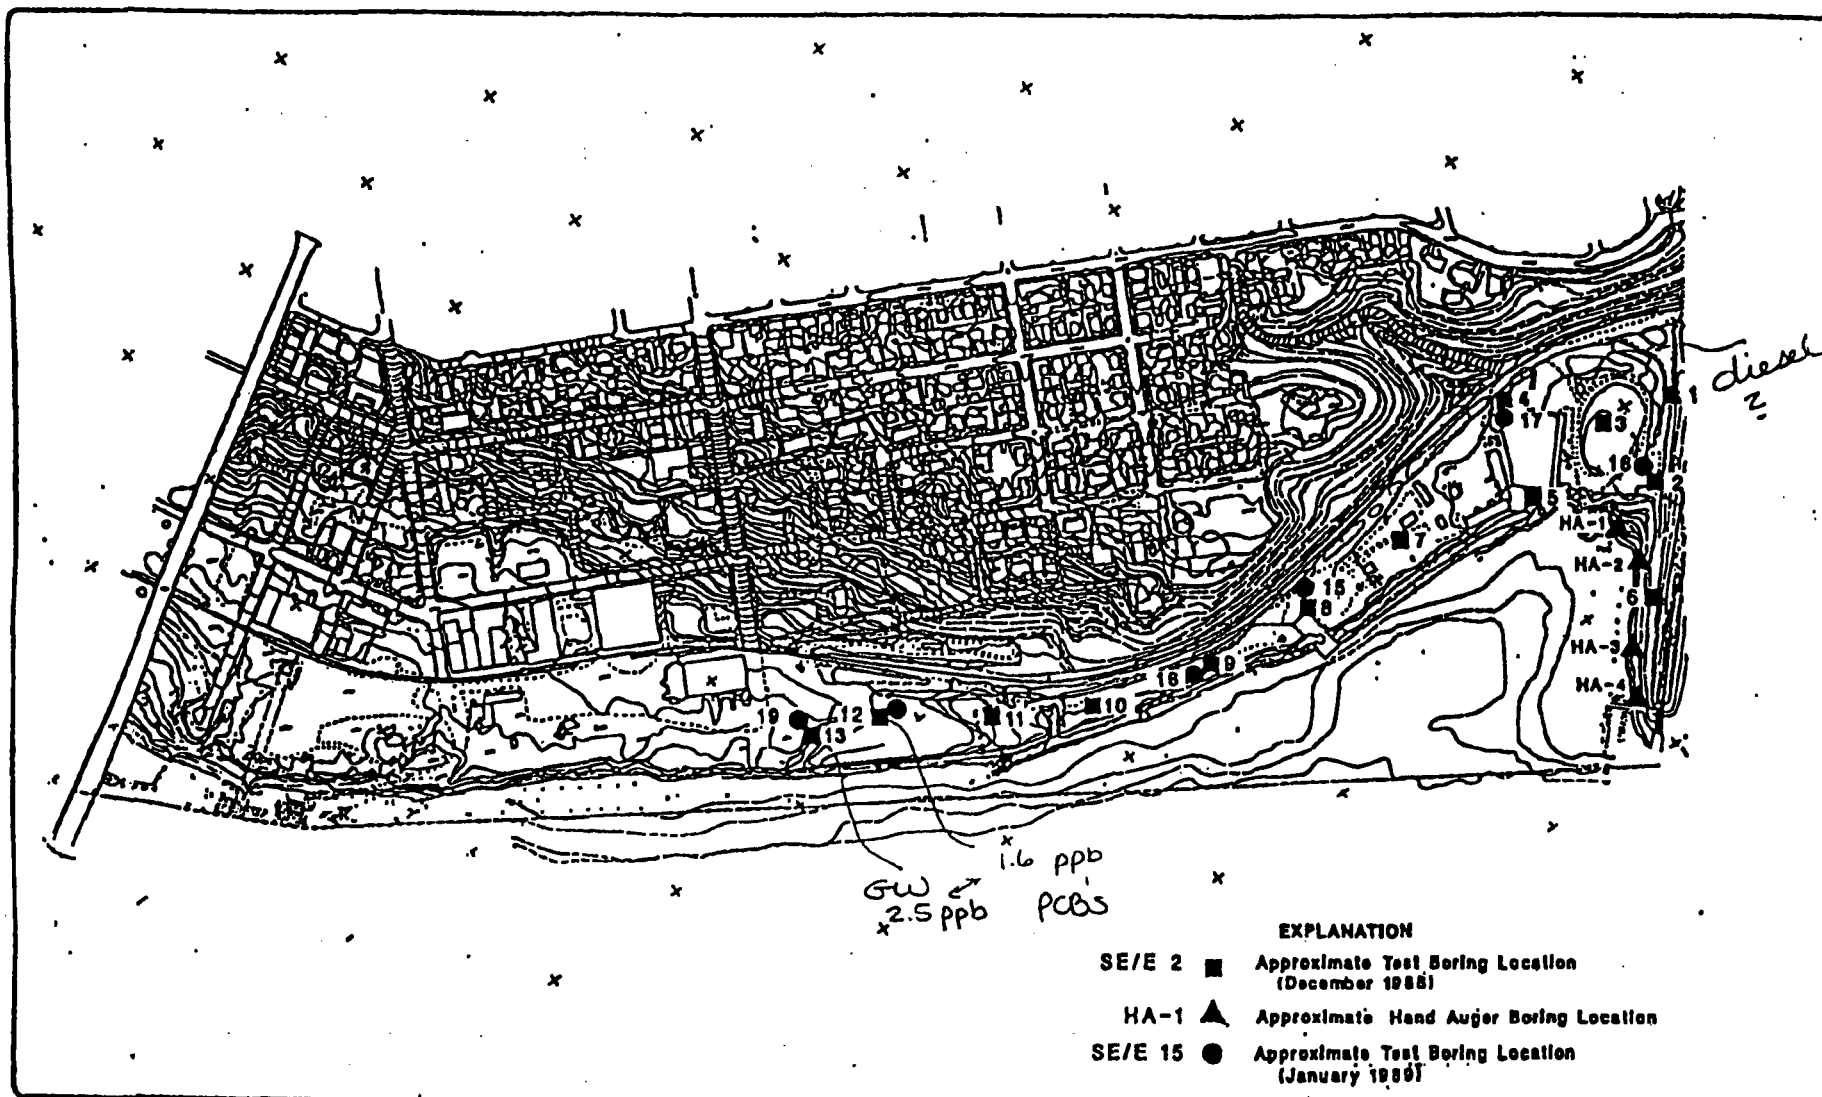 diesel
?
1
4
17
3
16
2
5
HA-1
7
HA-2
15
6
8
HA-3
9
18
HA-4
10
19
12
11
13
1.6 ppb
GW
2.5 ppb
PCBS
EXPLANATION
SE/E 2 Approximate Test Boring Location
(December 1988)
HA-1 Approximate Hand Auger Boring Location
SE/E 15 Approximate Test Boring Location
(January 1989)